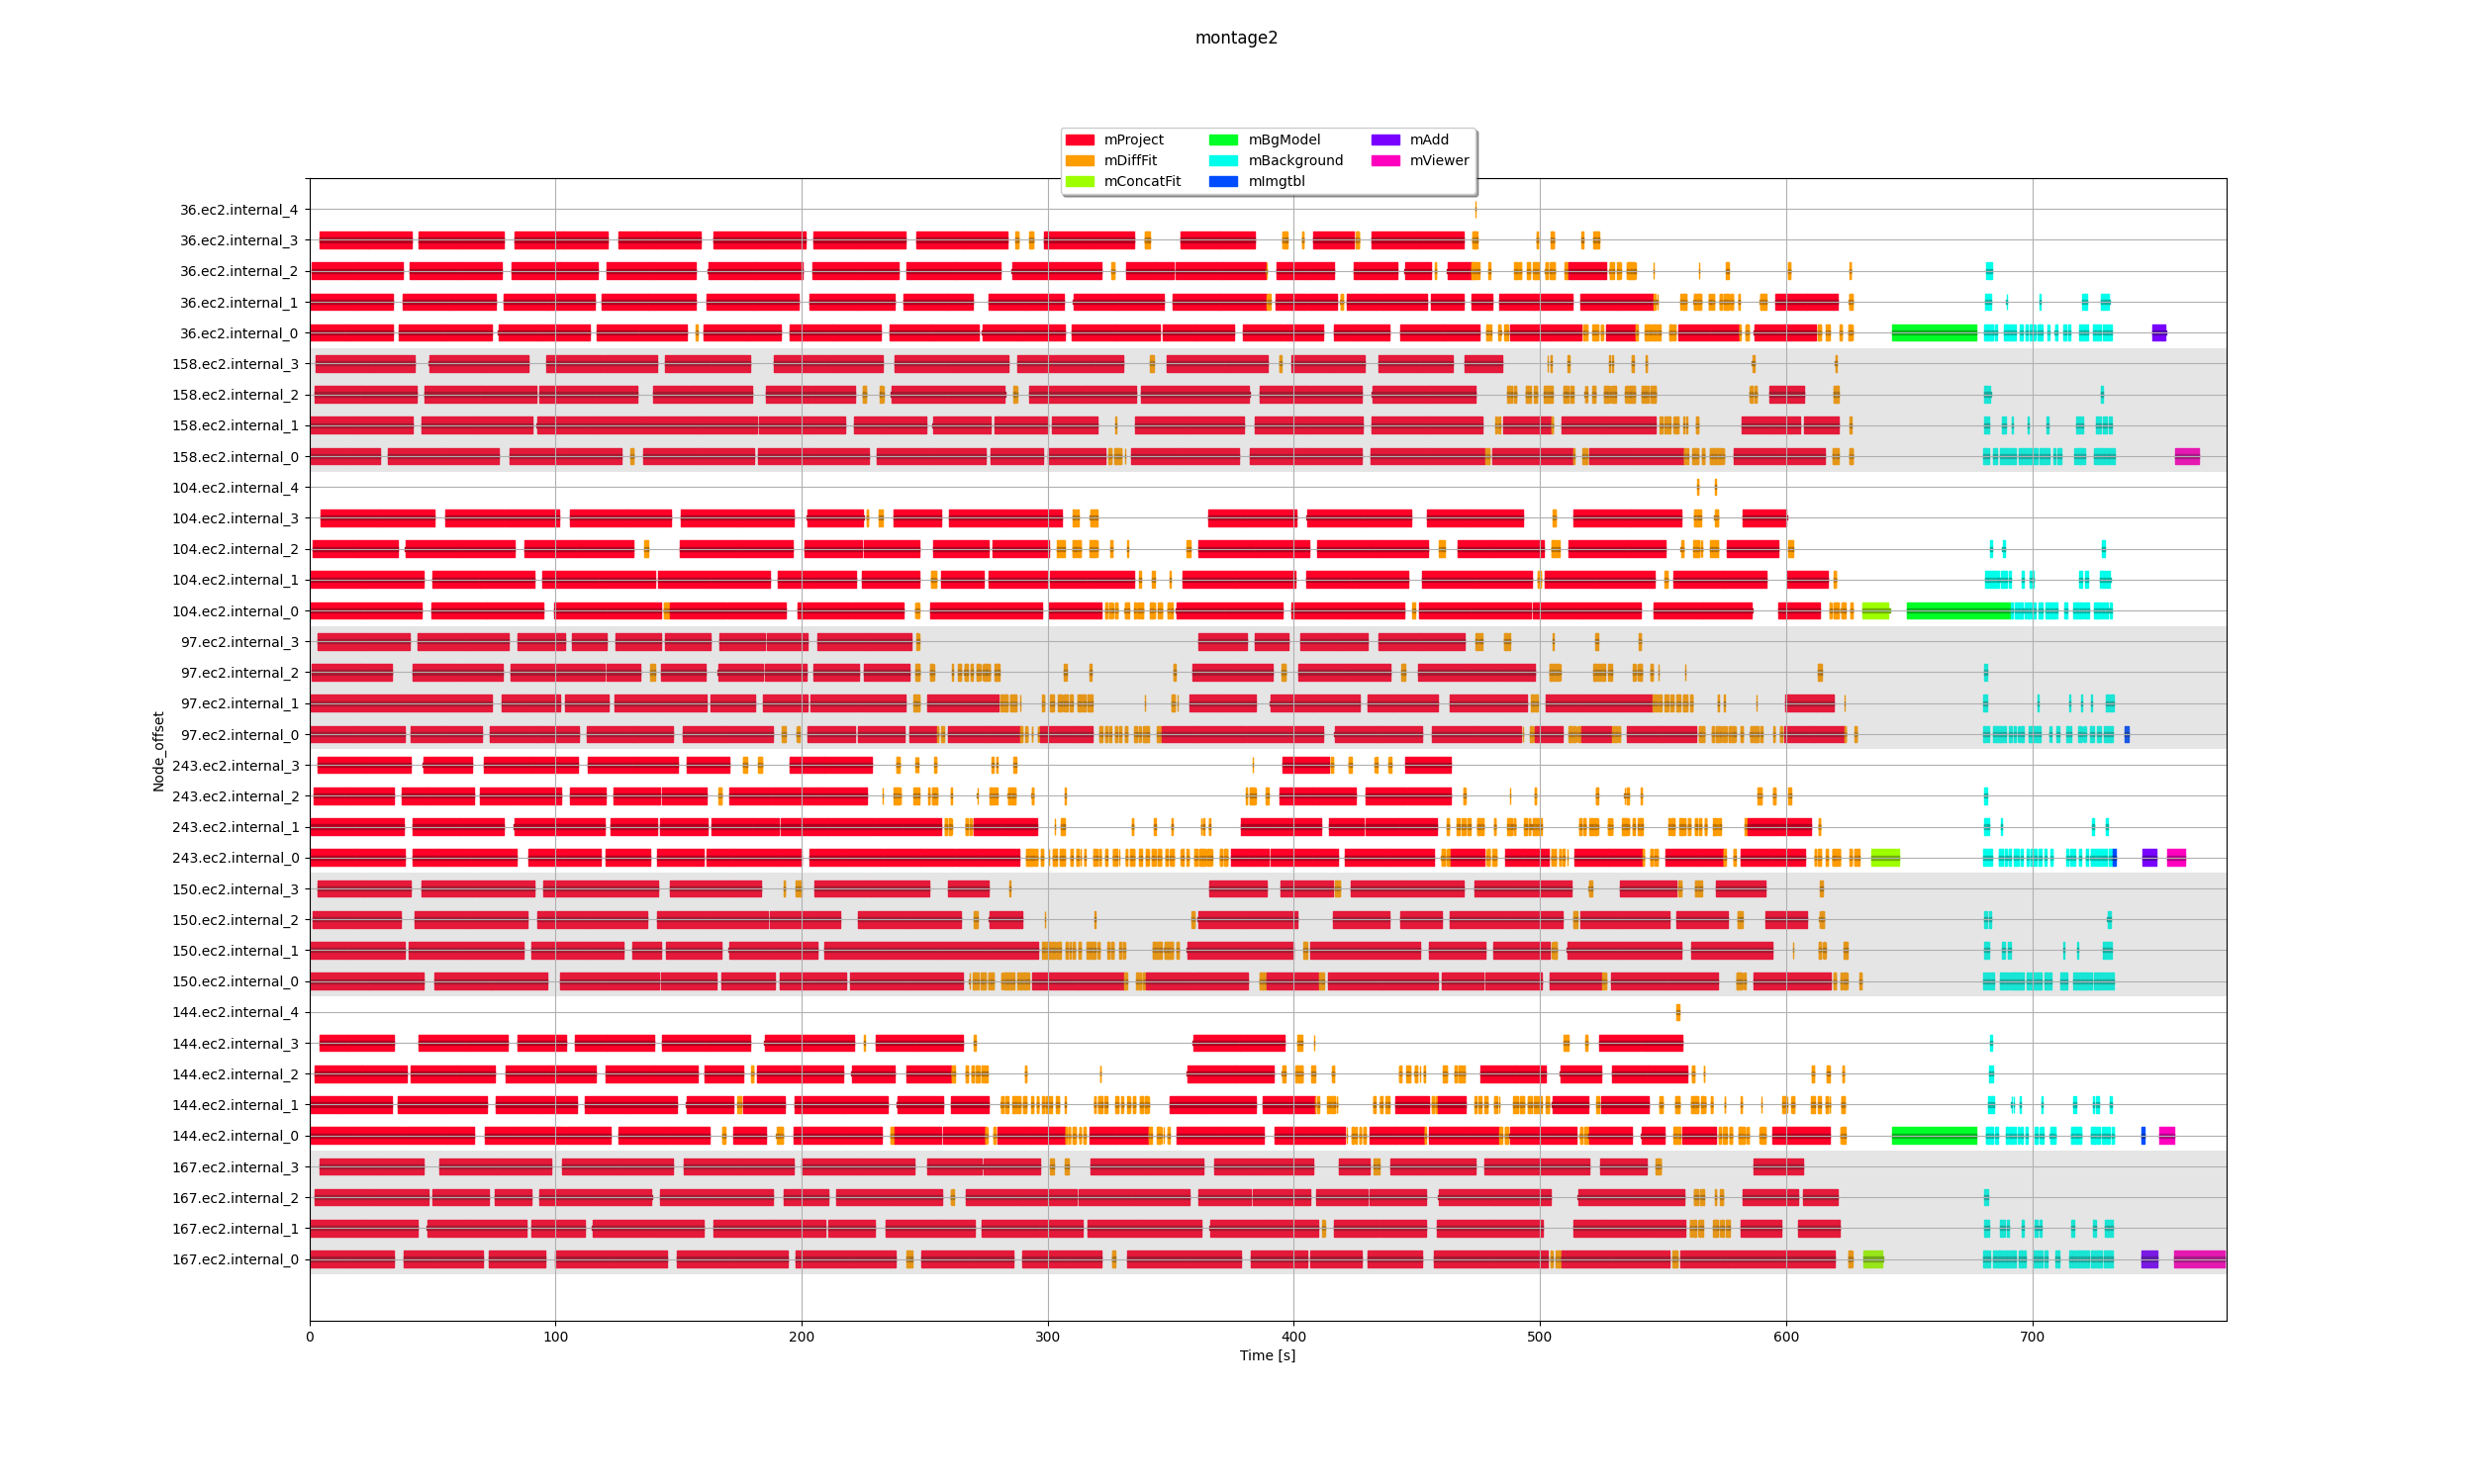 montage2
mProject mBgModel mAdd
mDiffFit mBackground mViewer
mConcatFit mImgtbl
36.ec2.internal_4
36.ec2.internal_3
36.ec2.internal_2
36.ec2.internal_1
36.ec2.internal_0
158.ec2.internal_3
158.ec2.internal_2
158.ec2.internal_1
158.ec2.internal_0
104.ec2.internal_4
104.ec2.internal_3
104.ec2.internal_2
104.ec2.internal_1
104.ec2.internal_0
97.ec2.internal_3
97.ec2.internal_2
97.ec2.internal_1
97.ec2.internal_0
243.ec2.internal_3
243.ec2.internal_2
243.ec2.internal_1
243.ec2.internal_0
150.ec2.internal_3
150.ec2.internal_2
150.ec2.internal_1
150.ec2.internal_0
144.ec2.internal_4
144.ec2.internal_3
144.ec2.internal_2
144.ec2.internal_1
144.ec2.internal_0
167.ec2.internal_3
167.ec2.internal_2
167.ec2.internal_1
167.ec2.internal_0
Node_offset
0 100 200 300 400 500 600 700
Time [s]